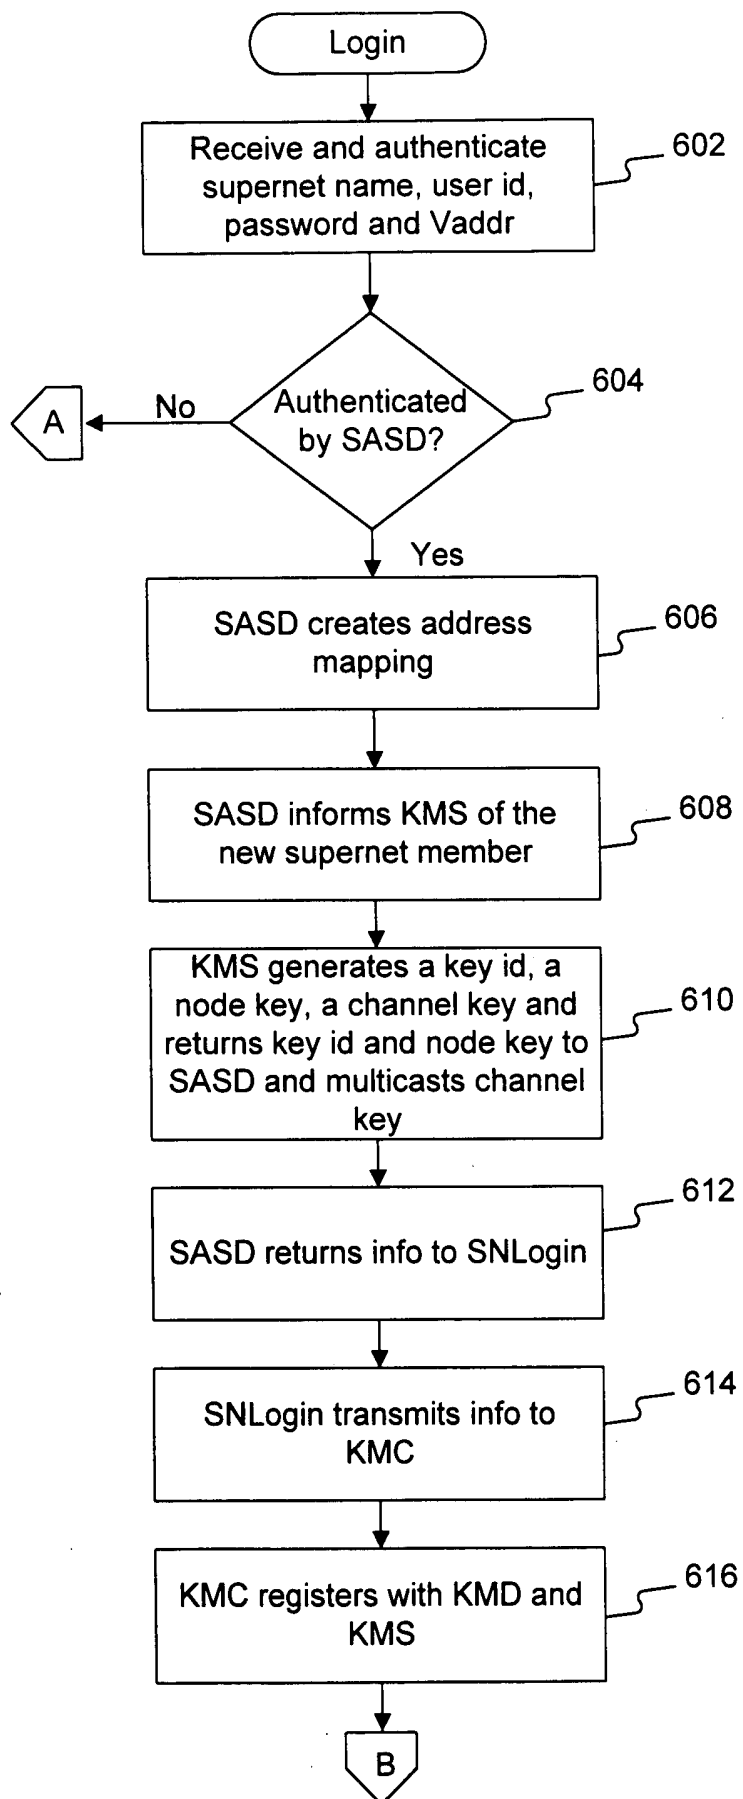 Login
Receive and authenticate
supernet name, user id,
password and Vaddr
602
Authenticated
by SASD?
604
No
A
Yes
SASD creates address
mapping
606
SASD informs KMS of the
new supernet member
608
KMS generates a key id, a
node key, a channel key and
returns key id and node key to
SASD and multicasts channel
key
610
SASD returns info to SNLogin
612
SNLogin transmits info to
KMC
614
KMC registers with KMD and
KMS
616
B